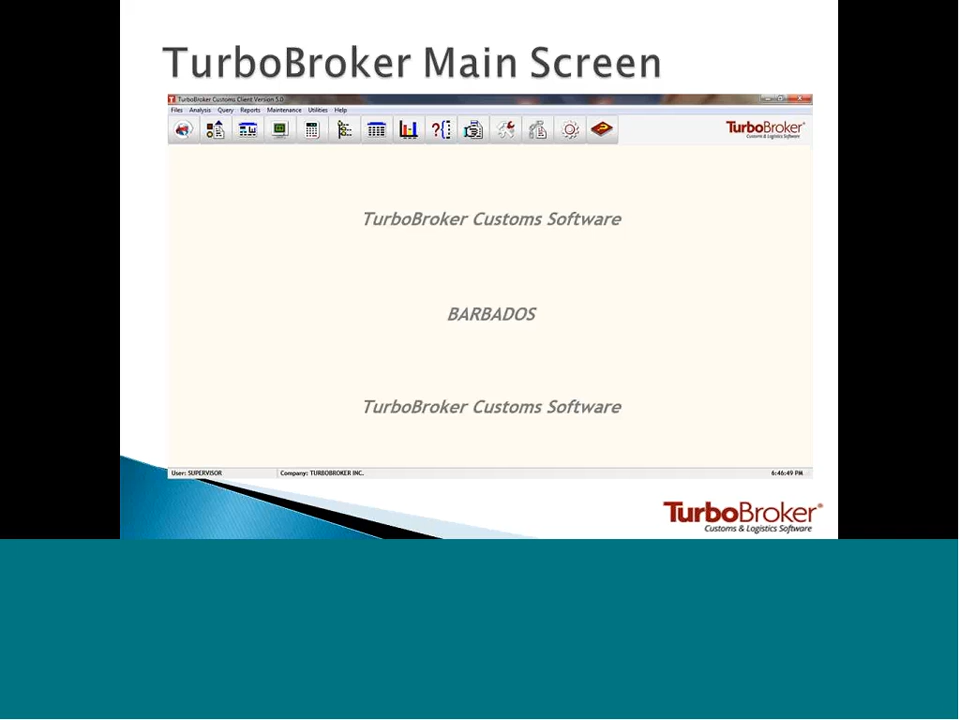 TurboBroker Main Screen
TurboBroker Customs Client Version 5.0
Files Analysis Query Reports Maintenance Utilities Help
TurboBroker
Customs & Logistics Software
TurboBroker Customs Software
BARBADOS
TurboBroker Customs Software
User: SUPERVISOR Company: TURBOBROKER INC. 6:46:49 PM
TurboBroker®
Customs & Logistics Software